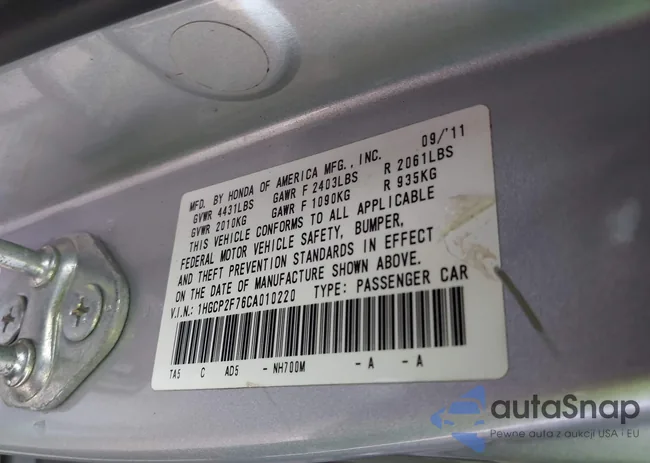 MFD. BY HONDA OF AMERICA MFG., INC. 09/'11
GVWR 4431LBS GAWR F 2403LBS R 2061LBS
GVWR 2010KG GAWR F 1090KG R 935KG
THIS VEHICLE CONFORMS TO ALL APPLICABLE
FEDERAL MOTOR VEHICLE SAFETY, BUMPER,
AND THEFT PREVENTION STANDARDS IN EFFECT
ON THE DATE OF MANUFACTURE SHOWN ABOVE.
V.I.N.: 1HGCP2F76CA010220 TYPE: PASSENGER CAR
TA5 C AD5 - NH700M - A - A
autaSnap
Pewne auta z aukcji USA i EU